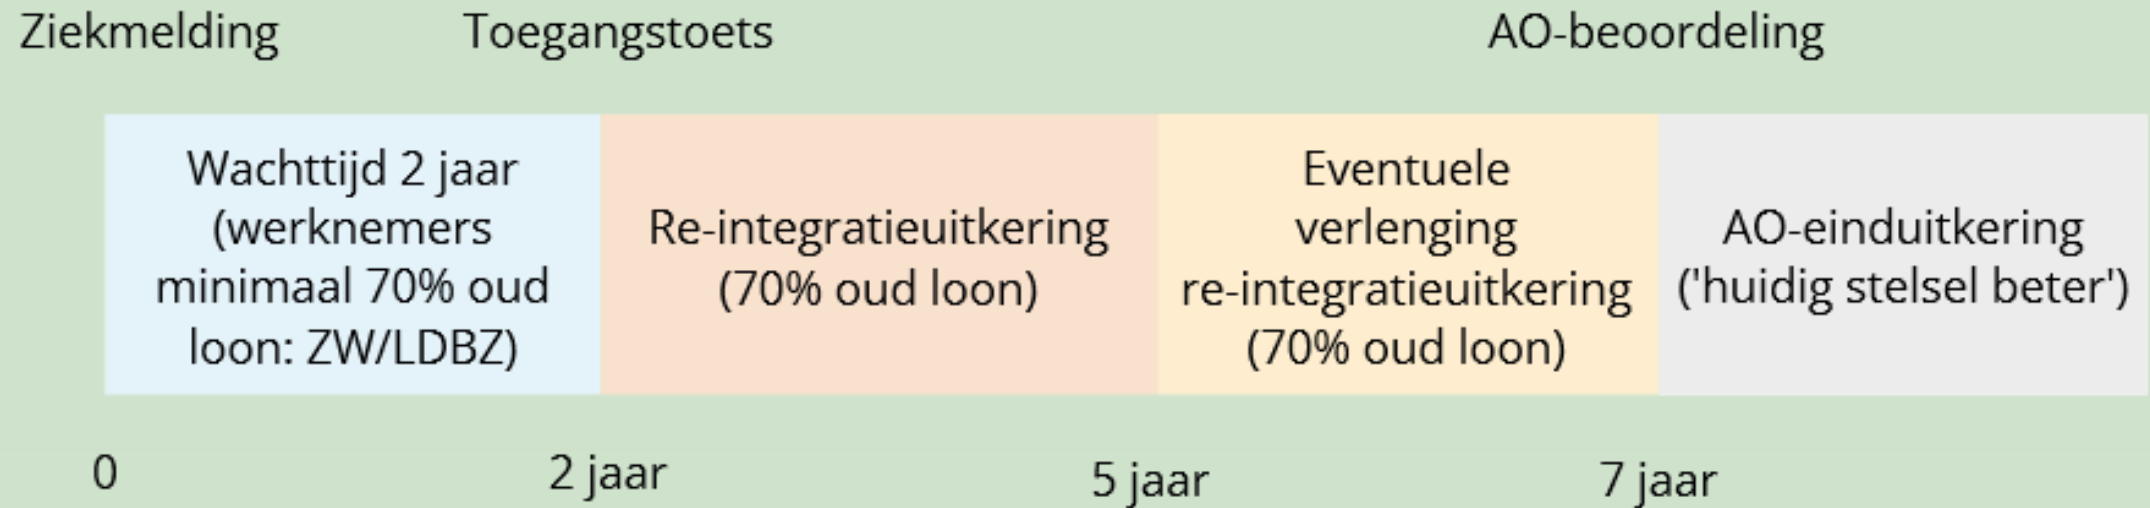 Ziekmelding
Toegangstoets
AO-beoordeling
Wachttijd 2 jaar
(werknemers
minimaal 70% oud
loon: ZW/LDBZ)
Re-integratieuitkering
(70% oud loon)
Eventuele
verlenging
re-integratieuitkering
(70% oud loon)
AO-einduitkering
('huidig stelsel beter')
0
2 jaar
5 jaar
7 jaar